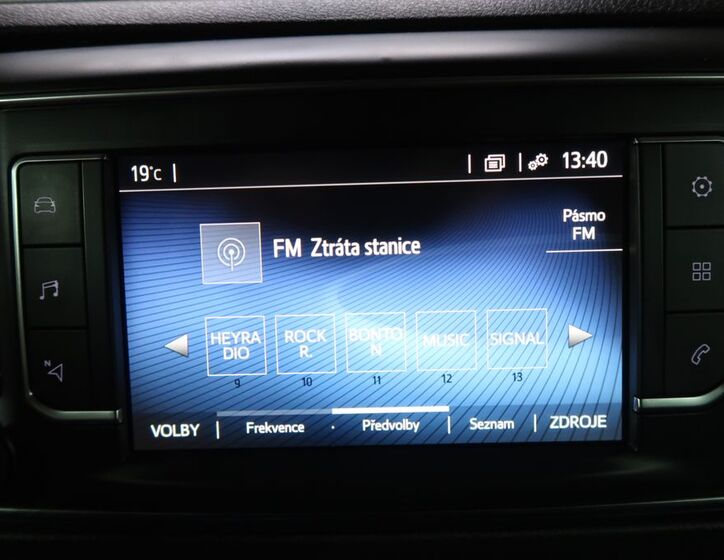 19°C
13:40
Pásmo
FM
FM Ztráta stanice
HEYRA
DIO
ROCK
R.
BONTO
N
MUSIC
SIGNAL
9
10
11
12
13
VOLBY
Frekvence
Předvolby
Seznam
ZDROJE
N